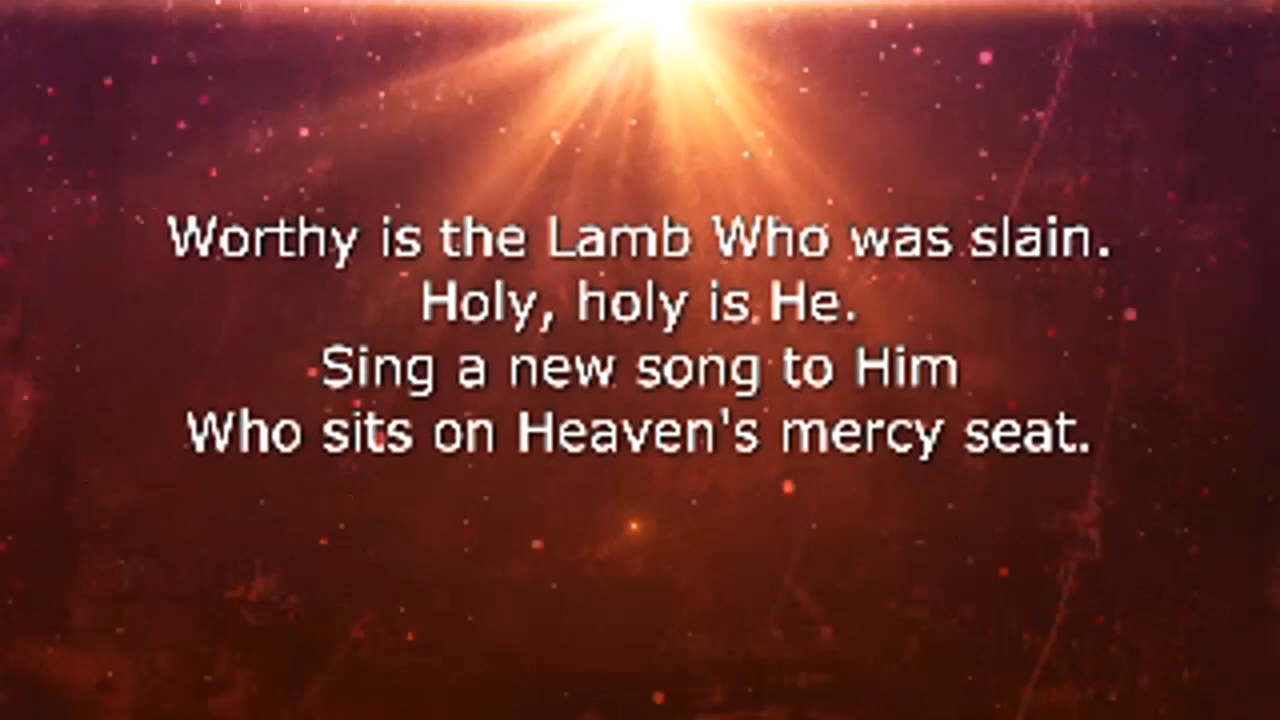 Worthy is the Lamb Who was slain.
Holy, holy is He.
Sing a new song to Him
Who sits on Heaven's mercy seat.